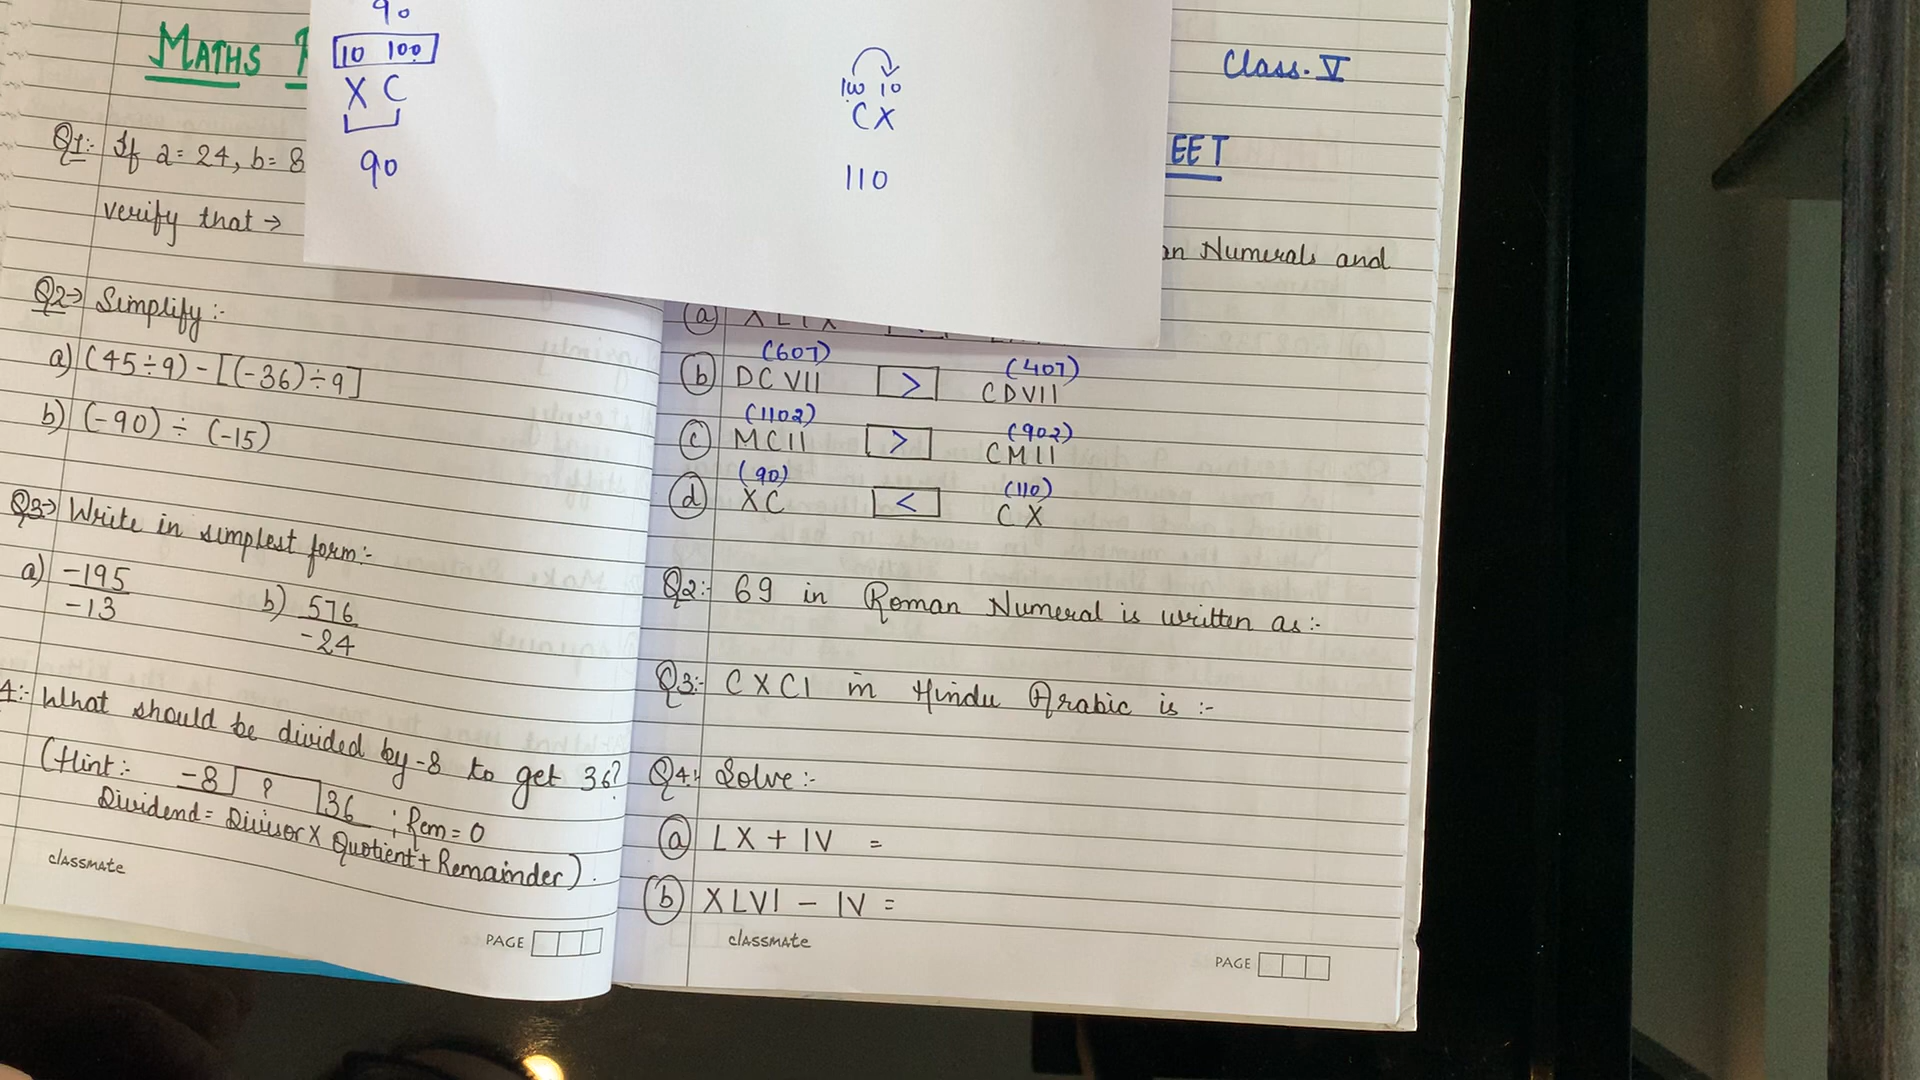 90
10 100
X C
90
100 10
C X
110
MATHS
Q1:- If a = 24, b = 8
verify that →
Q2→ Simplify:-
a) (45÷9) - [(-36)÷9]
b) (-90) ÷ (-15)
Q3→ Write in simplest form:-
a) -195
-13
b) 576
-24
4:- What should be divided by -8 to get 36?
(Hint:- -8 ? 36 ; Rem = 0
Dividend = Divisor X Quotient + Remainder).
classmate
PAGE
Class. V
EET
Numerals and
(a) XLIX
(607) (407)
(b) DCVII > CDVII
(1102) (902)
(c) MCII > CMII
(90) (110)
(d) XC < CX
Q2:- 69 in Roman Numeral is written as:-
Q3:- CXCI in Hindu Arabic is :-
Q4:- Solve:-
(a) LX + IV =
(b) XLVI - IV =
classmate
PAGE